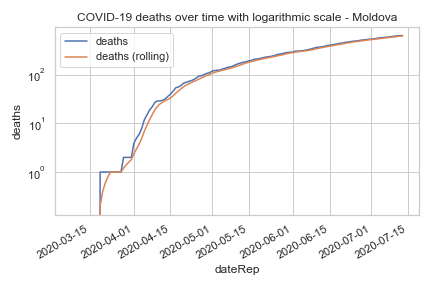 COVID-19 deaths over time with logarithmic scale - Moldova
deaths
deaths (rolling)
10²
10¹
10⁰
deaths
2020-03-15
2020-04-01
2020-04-15
2020-05-01
2020-05-15
2020-06-01
2020-06-15
2020-07-01
2020-07-15
dateRep